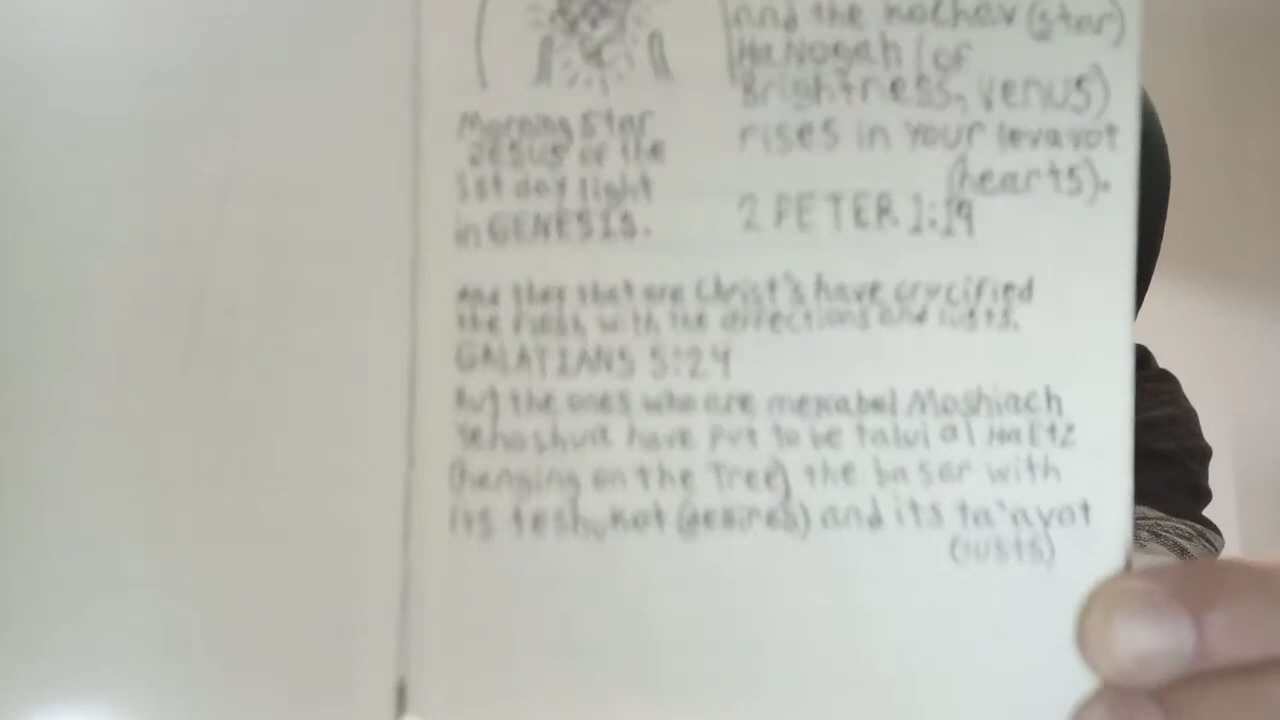 and the kochav (star)
HaNogah (of
Brightness, Venus)
rises in your levavot
(hearts).
2 PETER 1:19
Morning Star
JESUS or the
1st day light
in GENESIS.
And they that are Christ's have crucified
the flesh with the affections and lusts.
GALATIANS 5:24
But the ones who are Moshiach
Yehoshua have put to be talui al HaEtz
(hanging on the Tree) the basar with
its teshukot (desires) and its ta'avot
(lusts)